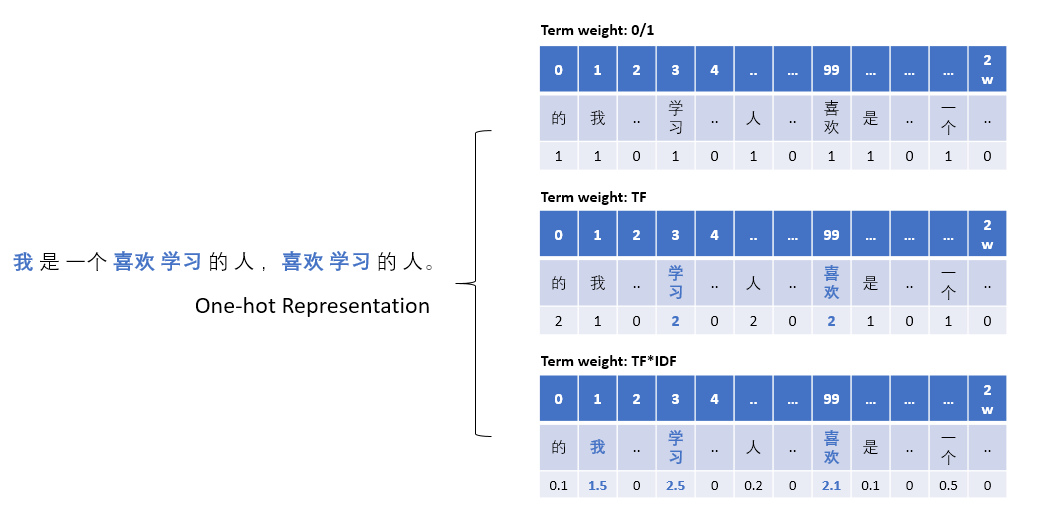 Term weight: 0/1
0 1 2 3 4 .. ... 99 ... ... ... 2w
的 我 .. 学习 .. 人 .. 喜欢 是 .. 一个 ..
1 1 0 1 0 1 0 1 1 0 1 0
Term weight: TF
0 1 2 3 4 .. ... 99 ... ... ... 2w
的 我 .. 学习 .. 人 .. 喜欢 是 .. 一个 ..
2 1 0 2 0 2 0 2 1 0 1 0
我 是 一个 喜欢 学习 的 人 ，喜欢 学习 的 人。
One-hot Representation
Term weight: TF*IDF
0 1 2 3 4 .. ... 99 ... ... ... 2w
的 我 .. 学习 .. 人 .. 喜欢 是 .. 一个 ..
0.1 1.5 0 2.5 0 0.2 0 2.1 0.1 0 0.5 0